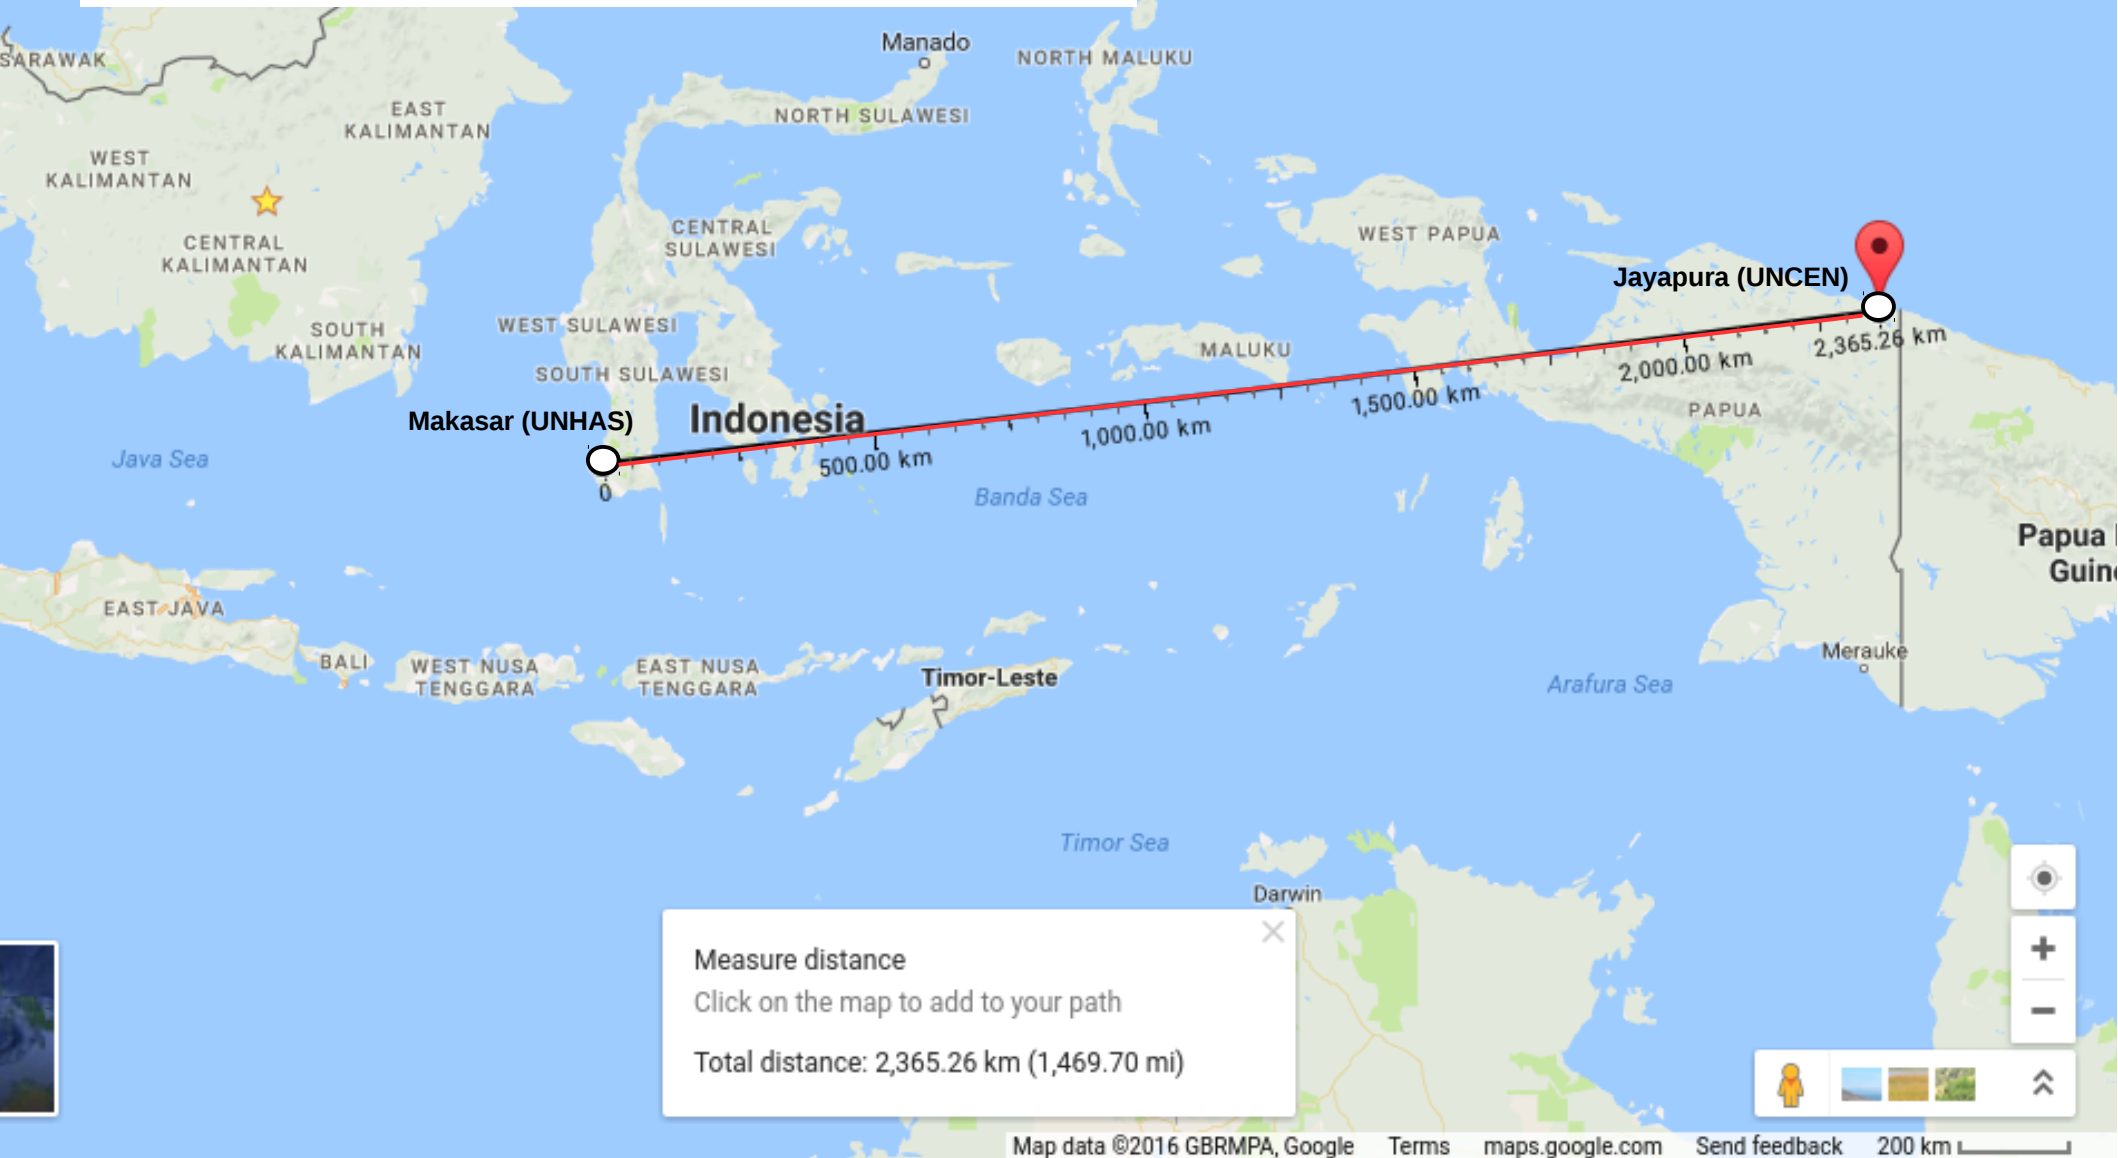 Manado
NORTH MALUKU
SARAWAK
EAST
KALIMANTAN
NORTH SULAWESI
WEST
KALIMANTAN
CENTRAL
SULAWESI
WEST PAPUA
CENTRAL
KALIMANTAN
Jayapura (UNCEN)
SOUTH
KALIMANTAN
WEST SULAWESI
2,365.26 km
MALUKU
2,000.00 km
SOUTH SULAWESI
1,500.00 km
PAPUA
Makasar (UNHAS)
Indonesia
1,000.00 km
Java Sea
500.00 km
0
Banda Sea
Papua
EAST JAVA
BALI
WEST NUSA
TENGGARA
EAST NUSA
TENGGARA
Timor-Leste
Merauke
Arafura Sea
Timor Sea
Darwin
Measure distance
Click on the map to add to your path
Total distance: 2,365.26 km (1,469.70 mi)
Map data ©2016 GBRMPA, Google Terms maps.google.com Send feedback 200 km